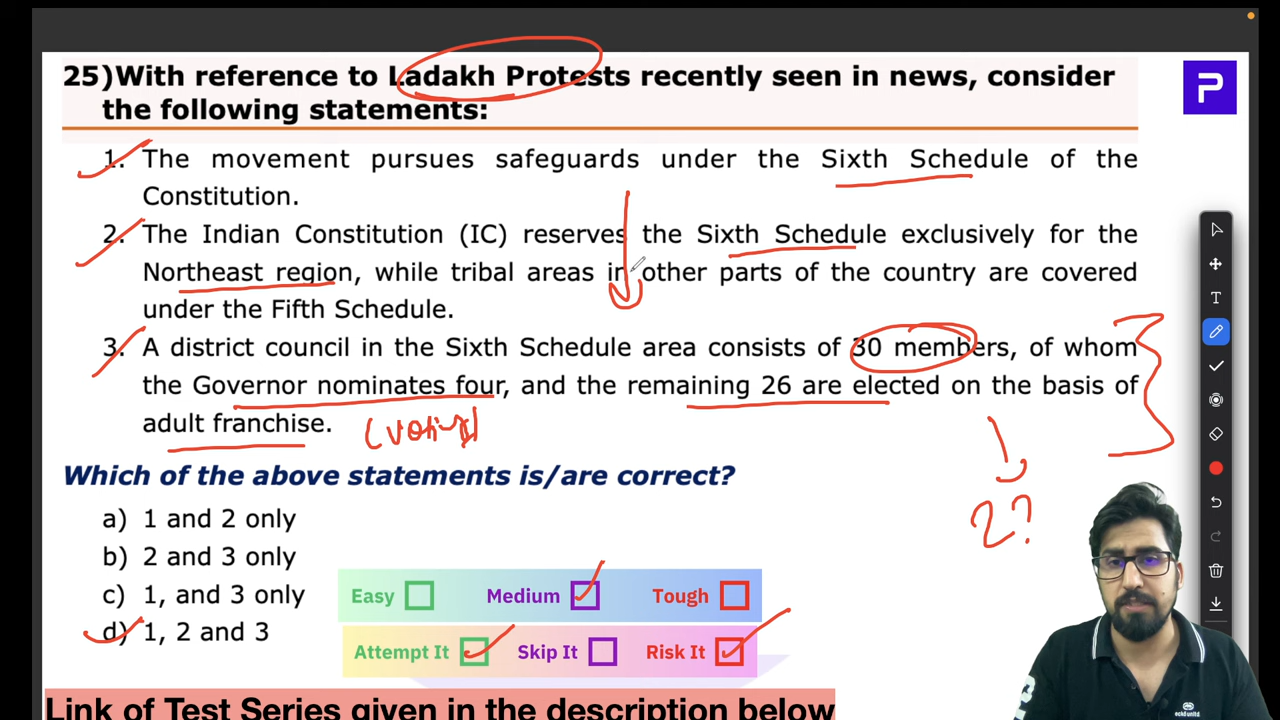 25)With reference to Ladakh Protests recently seen in news, consider
the following statements:
P
1. The movement pursues safeguards under the Sixth Schedule of the
Constitution.
2. The Indian Constitution (IC) reserves the Sixth Schedule exclusively for the
Northeast region, while tribal areas in other parts of the country are covered
under the Fifth Schedule.
3. A district council in the Sixth Schedule area consists of 30 members, of whom
the Governor nominates four, and the remaining 26 are elected on the basis of
adult franchise. (voting)
Which of the above statements is/are correct?
2?
a) 1 and 2 only
b) 2 and 3 only
c) 1, and 3 only
d) 1, 2 and 3
Easy Medium Tough
Attempt It Skip It Risk It
Link of Test Series given in the description below
T